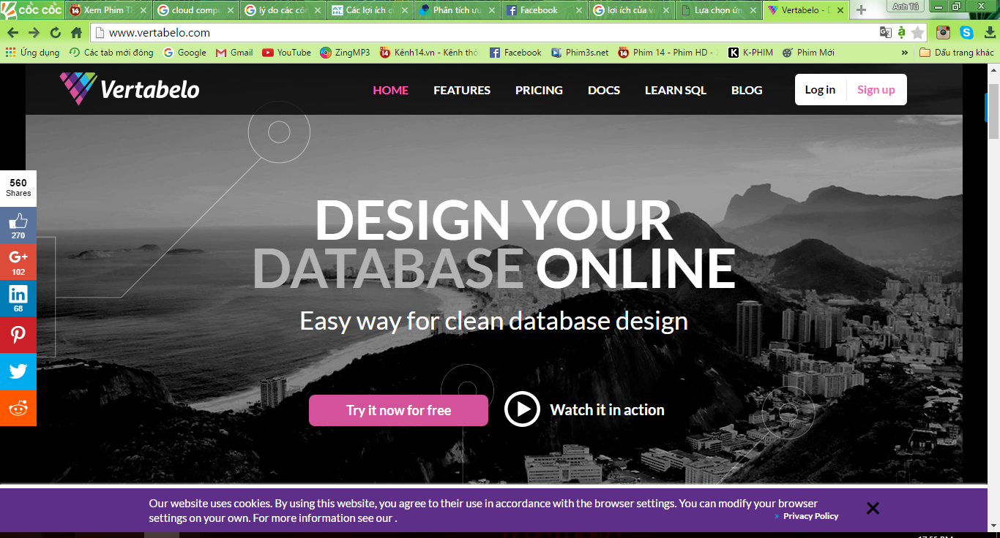 cốc cốc
Xem Phim Th
cloud compu
lý do các côn
Các lợi ích củ
Phân tích ưu
Facebook
lợi ích của vi
Lựa chọn ứn
Vertabelo - D
Anh Tú
www.vertabelo.com
Ứng dụng
Các tab mới đóng
Google
Gmail
YouTube
ZingMP3
Kênh14.vn - Kênh thô
Facebook
Phim3s.net
Phim 14 - Phim HD -
K-PHIM
Phim Mới
»
Dấu trang khác
Vertabelo
HOME
FEATURES
PRICING
DOCS
LEARN SQL
BLOG
Log in
Sign up
560
Shares
270
G+
102
in
68
DESIGN YOUR
DATABASE ONLINE
Easy way for clean database design
Try it now for free
Watch it in action
Our website uses cookies. By using this website, you agree to their use in accordance with the browser settings. You can modify your browser
settings on your own. For more information see our .
» Privacy Policy